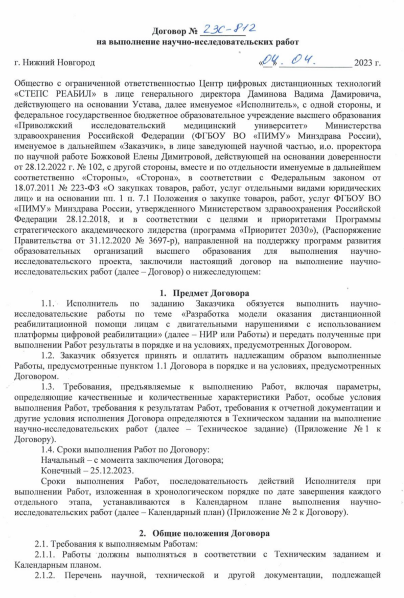 Договор № 23С-812
на выполнение научно-исследовательских работ
г. Нижний Новгород «04. 04. 2023 г.
Общество с ограниченной ответственностью Центр цифровых дистанционных технологий
«СТЕПС РЕАБИЛ» в лице генерального директора Даминова Вадима Дамировича,
действующего на основании Устава, далее именуемое «Исполнитель», с одной стороны, и
федеральное государственное бюджетное образовательное учреждение высшего образования
«Приволжский исследовательский медицинский университет» Министерства
здравоохранения Российской Федерации (ФГБОУ ВО «ПИМУ» Минздрава России),
именуемое в дальнейшем «Заказчик», в лице заведующей научной частью, и.о. проректора
по научной работе Божковой Елены Димитровой, действующей на основании доверенности
от 28.12.2022 г. № 102, с другой стороны, вместе и по отдельности именуемые в дальнейшем
соответственно «Стороны», «Сторона», в соответствии с Федеральным законом от
18.07.2011 № 223-ФЗ «О закупках товаров, работ, услуг отдельными видами юридических
лиц» и на основании пп. 1 п. 7.1 Положения о закупке товаров, работ, услуг ФГБОУ ВО
«ПИМУ» Минздрава России, утвержденного Министерством здравоохранения Российской
Федерации 28.12.2018, и в соответствии с целями и приоритетами Программы
стратегического академического лидерства (программа «Приоритет 2030»), (Распоряжение
Правительства от 31.12.2020 № 3697-р), направленной на поддержку программ развития
образовательных организаций высшего образования для выполнения научно-
исследовательского проекта, заключили настоящий договор на выполнение научно-
исследовательских работ (далее – Договор) о нижеследующем:
1. Предмет Договора
1.1. Исполнитель по заданию Заказчика обязуется выполнить научно-
исследовательские работы по теме «Разработка модели оказания дистанционной
реабилитационной помощи лицам с двигательными нарушениями с использованием
платформы цифровой реабилитации» (далее – НИР или Работы) и передать полученные при
выполнении Работ результаты в порядке и на условиях, предусмотренных Договором.
1.2. Заказчик обязуется принять и оплатить надлежащим образом выполненные
Работы, предусмотренные пунктом 1.1 Договора в порядке и на условиях, предусмотренных
Договором.
1.3. Требования, предъявляемые к выполнению Работ, включая параметры,
определяющие качественные и количественные характеристики Работ, особые условия
выполнения Работ, требования к результатам Работ, требования к отчетной документации и
другие условия исполнения Договора определяются в Техническом задании на выполнение
научно-исследовательских работ (далее – Техническое задание) (Приложение № 1 к
Договору).
1.4. Сроки выполнения Работ по Договору:
Начальный – с момента заключения Договора;
Конечный – 25.12.2023.
Сроки выполнения Работ, последовательность действий Исполнителя при
выполнении Работ, изложенная в хронологическом порядке по дате завершения каждого
отдельного этапа, устанавливаются в Календарном плане выполнения научно-
исследовательских работ (далее – Календарный план) (Приложение № 2 к Договору).
2. Общие положения Договора
2.1. Требования к выполняемым Работам:
2.1.1. Работы должны выполняться в соответствии с Техническим заданием и
Календарным планом.
2.1.2. Перечень научной, технической и другой документации, подлежащей